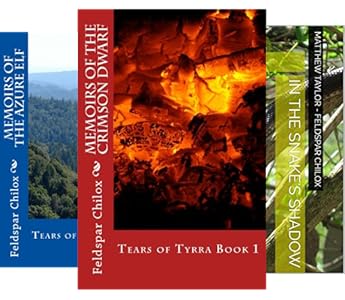 MEMOIRS OF
THE AZURE ELF
Feldspar Chilox
Tears of
MEMOIRS OF THE
CRIMSON DWARF
Feldspar Chilox
Tears of Tyrra Book 1
MATTHEW TAYLOR - FELDSPAR CHILOX
IN THE SNAKE'S SHADOW